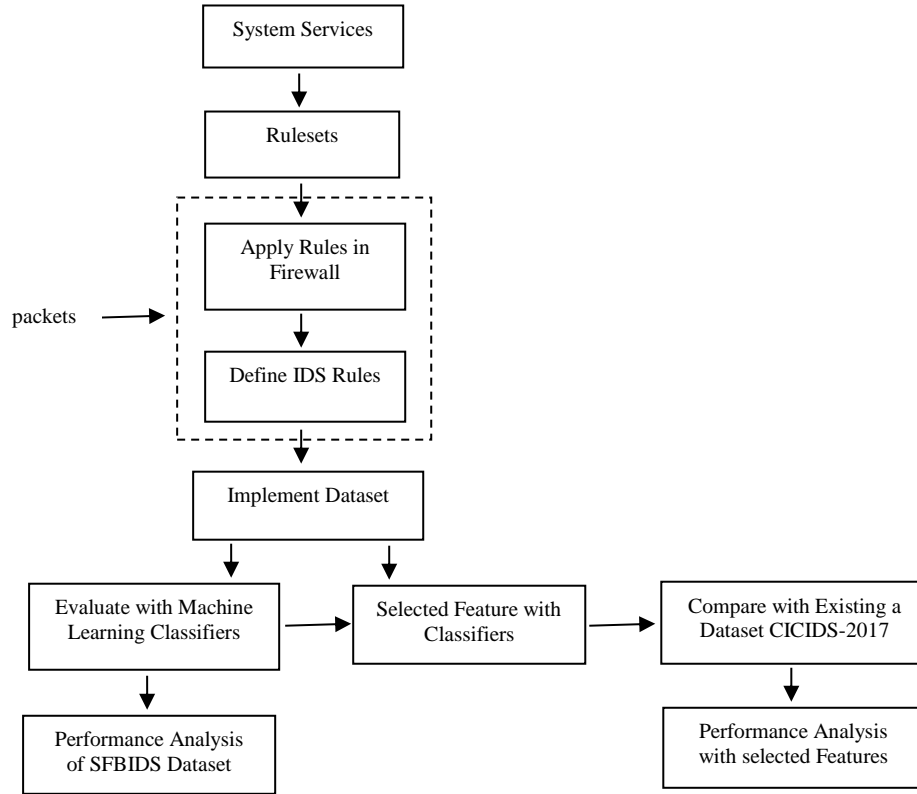 System Services
Rulesets
Apply Rules in
Firewall
packets
Define IDS Rules
Implement Dataset
Evaluate with Machine
Learning Classifiers
Selected Feature with
Classifiers
Compare with Existing a
Dataset CICIDS-2017
Performance Analysis
of SFBIDS Dataset
Performance Analysis
with selected Features